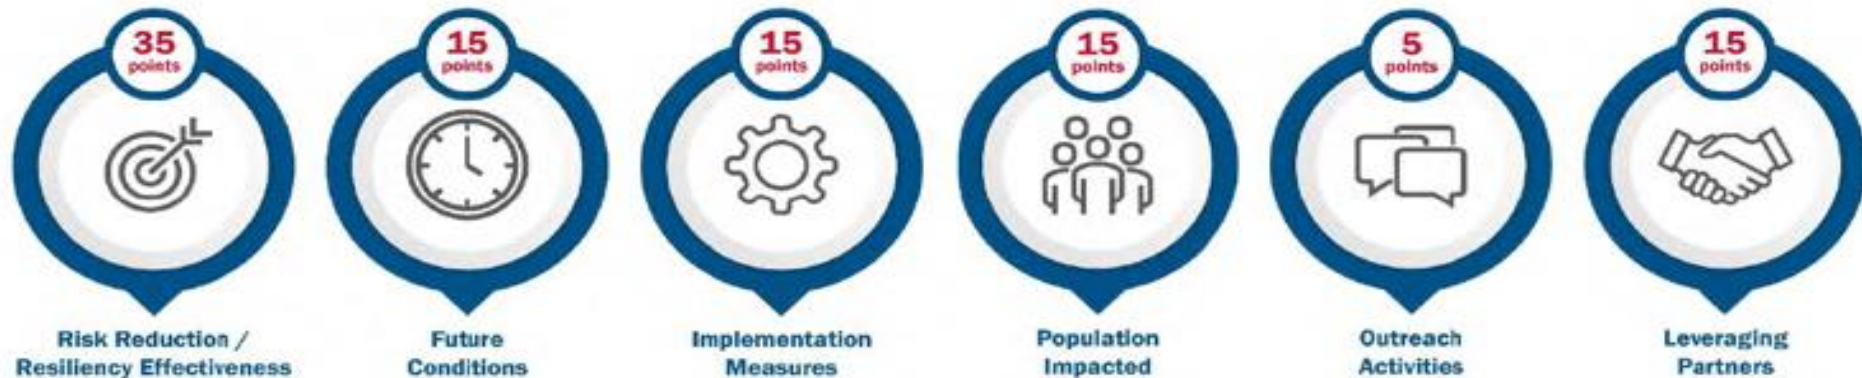 35
points
Risk Reduction /
Resiliency Effectiveness
15
points
Future
Conditions
15
points
Implementation
Measures
15
points
Population
Impacted
5
points
Outreach
Activities
15
points
Leveraging
Partners